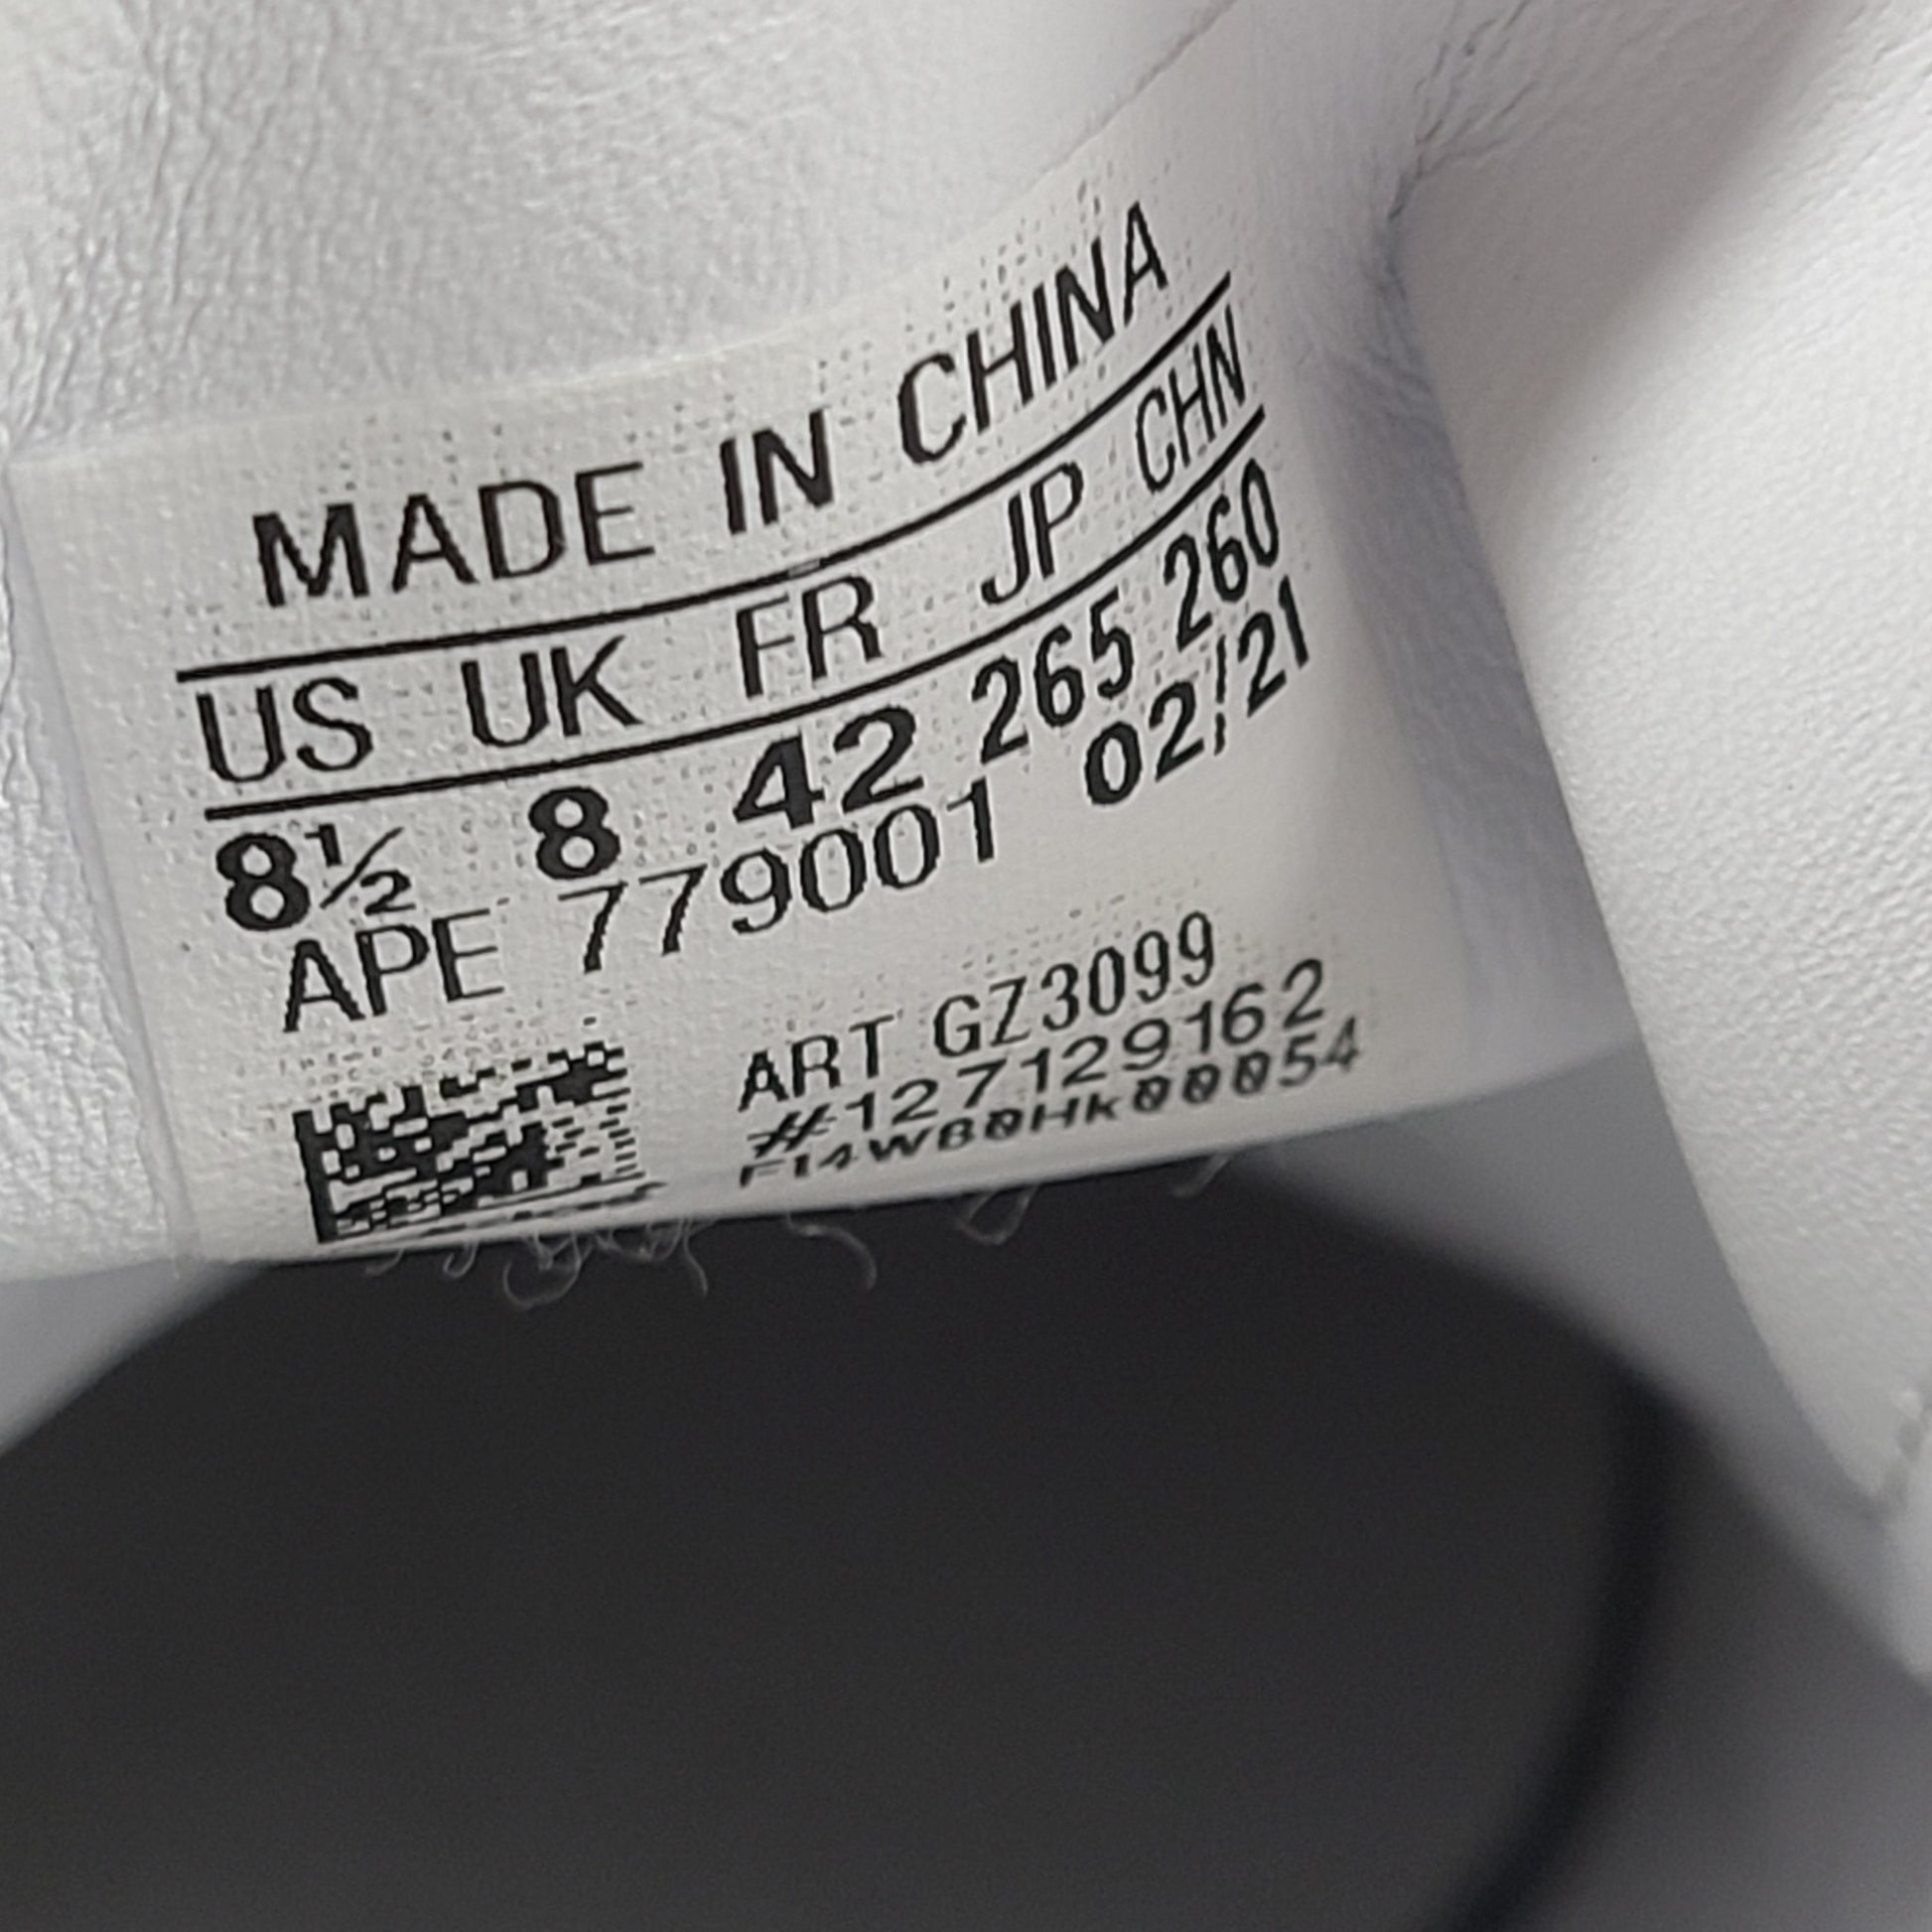 MADE IN CHINA
US UK FR JP CHN
8½ 8 42 265 260
APE 779001 02/21
ART GZ3099
#127129162
F14WB0HK00054